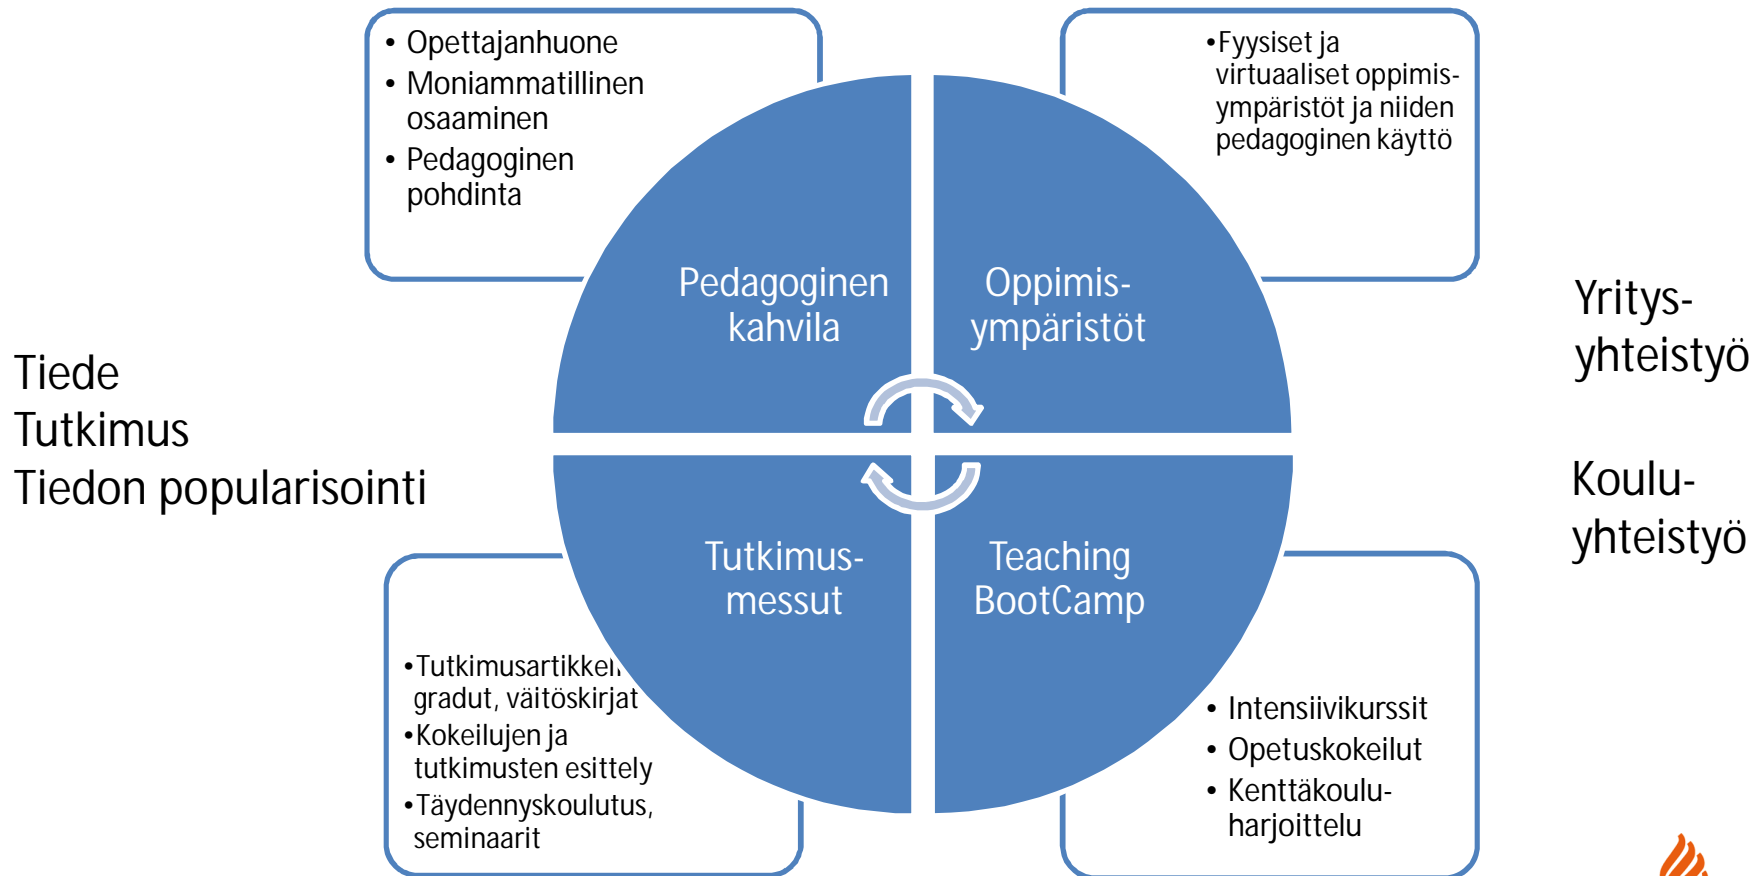 • Opettajanhuone
• Moniammatillinen
osaaminen
• Pedagoginen
pohdinta
•Fyysiset ja
virtuaaliset oppimis-
ympäristöt ja niiden
pedagoginen käyttö
Pedagoginen
kahvila
Oppimis-
ympäristöt
Tiede
Tutkimus
Tiedon popularisointi
Yritys-
yhteistyö
Koulu-
yhteistyö
Tutkimus-
messut
Teaching
BootCamp
•
gradut, väitöskirjat
•Kokeilujen ja
tutkimusten esittely
•Täydennyskoulutus,
seminaarit
• Intensiivikurssit
• Opetuskokeilut
• Kenttäkoulu-
harjoittelu